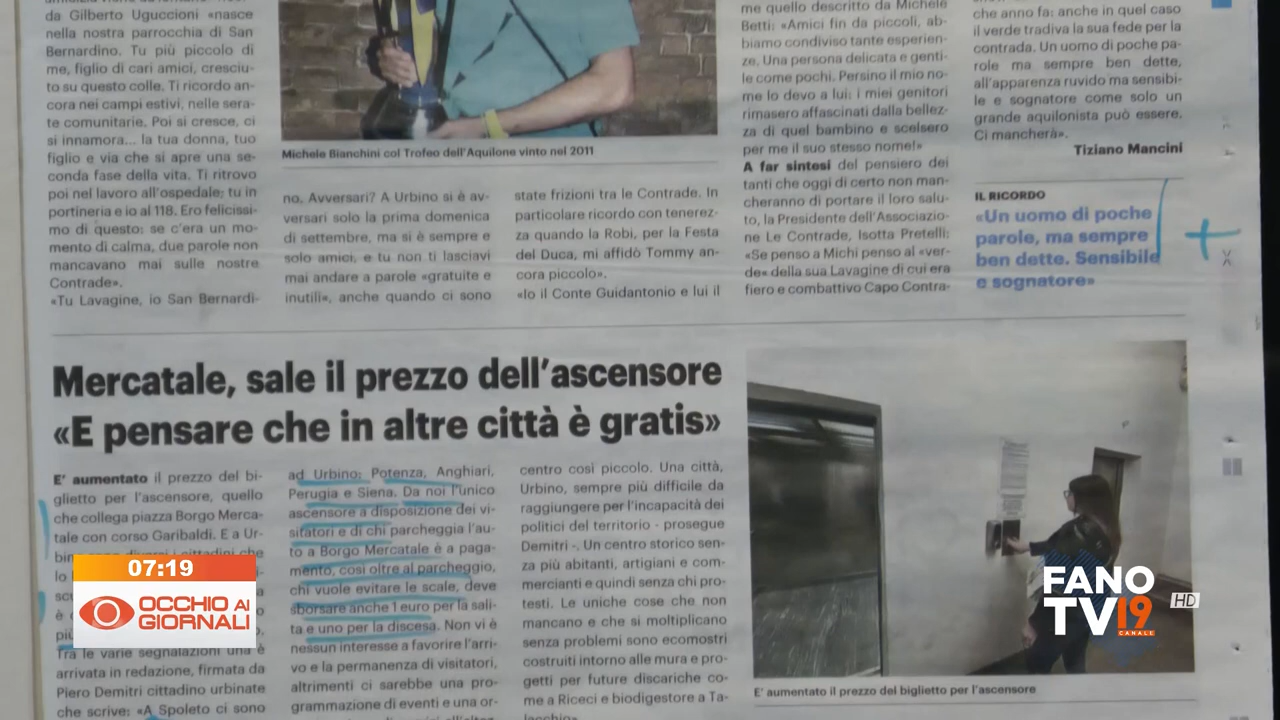 da Gilberto Uguccioni «nasce
nella nostra parrocchia di San
Bernardino. Tu più piccolo di
me, figlio di cari amici, cresciu-
to su questo colle. Ti ricordo an-
cora nei campi estivi, nelle sera-
te comunitarie. Poi si cresce, ci
si innamora... la tua donna, tuo
figlio e via che si apre una se-
conda fase della vita. Ti ritrovo
poi nel lavoro all'ospedale; tu in
portineria e io al 118. Ero felicissi-
mo di questo: se c'era un mo-
mento di calma, due parole non
mancavano mai sulle nostre
Contrade».
«Tu Lavagine, io San Bernardi-
Michele Bianchini col Trofeo dell'Aquilone vinto nel 2011
no. Avversari? A Urbino si è av-
versari solo la prima domenica
di settembre, ma si è sempre e
solo amici, e tu non ti lasciavi
mai andare a parole «gratuite e
inutili», anche quando ci sono
state frizioni tra le Contrade. In
particolare ricordo con tenerez-
za quando la Robi, per la Festa
del Duca, mi affidò Tommy an-
cora piccolo».
«Io il Conte Guidantonio e lui il
me quello descritto da Michele
Betti: «Amici fin da piccoli, ab-
biamo condiviso tante esperien-
ze. Una persona delicata e genti-
le come pochi. Persino il mio no-
me lo devo a lui: i miei genitori
rimasero affascinati dalla bellez-
za di quel bambino e scelsero
per me il suo stesso nome!»
A far sintesi del pensiero dei
tanti che oggi di certo non man-
cheranno di portare il loro salu-
to, la Presidente dell'Associazio-
ne Le Contrade, Isotta Pretelli:
«Se penso a Michi penso al «ver-
de» della sua Lavagine di cui era
fiero e combattivo Capo Contra-
che anno fa: anche in quel caso
il verde tradiva la sua fede per la
contrada. Un uomo di poche pa-
role ma sempre ben dette,
all'apparenza ruvido ma sensibi-
le e sognatore come solo un
grande aquilonista può essere.
Ci mancherà».
Tiziano Mancini
IL RICORDO
«Un uomo di poche
parole, ma sempre
ben dette. Sensibile
e sognatore»
Mercatale, sale il prezzo dell'ascensore
«E pensare che in altre città è gratis»
E' aumentato il prezzo del bi-
glietto per l'ascensore, quello
che collega piazza Borgo Merca-
tale con corso Garibaldi. E a Ur-
Tra le varie segnalazioni una è
arrivata in redazione, firmata da
Piero Demitri cittadino urbinate
che scrive: «A Spoleto ci sono
ad Urbino; Potenza, Anghiari,
Perugia e Siena. Da noi l'unico
ascensore a disposizione dei vi-
sitatori e di chi parcheggia l'au-
to a Borgo Mercatale è a paga-
mento, così oltre al parcheggio,
chi vuole evitare le scale, deve
sborsare anche 1 euro per la sali-
ta e uno per la discesa. Non vi è
nessun interesse a favorire l'arri-
vo e la permanenza di visitatori,
altrimenti ci sarebbe una pro-
grammazione di eventi e una or-
centro così piccolo. Una città,
Urbino, sempre più difficile da
raggiungere per l'incapacità dei
politici del territorio - prosegue
Demitri -. Un centro storico sen-
za più abitanti, artigiani e com-
mercianti e quindi senza chi pro-
testi. Le uniche cose che non
mancano e che si moltiplicano
senza problemi sono ecomostri
costruiti intorno alle mura e pro-
getti per future discariche co-
me a Riceci e biodigestore a Ta-
E' aumentato il prezzo del biglietto per l'ascensore
07:19
OCCHIO AI
GIORNALI
FANO
TV19
CANALE
HD